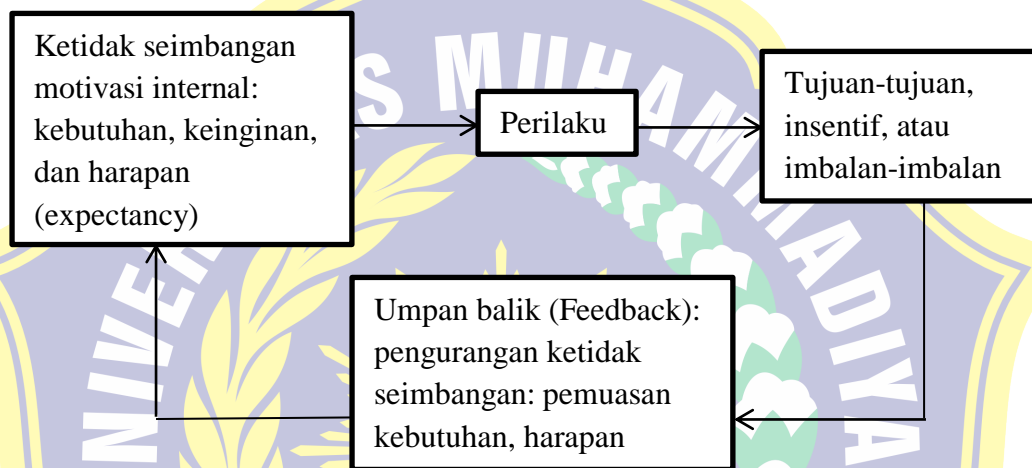 Ketidak seimbangan
motivasi internal:
kebutuhan, keinginan,
dan harapan
(expectancy)
Perilaku
Tujuan-tujuan,
insentif, atau
imbalan-imbalan
Umpan balik (Feedback):
pengurangan ketidak
seimbangan: pemuasan
kebutuhan, harapan